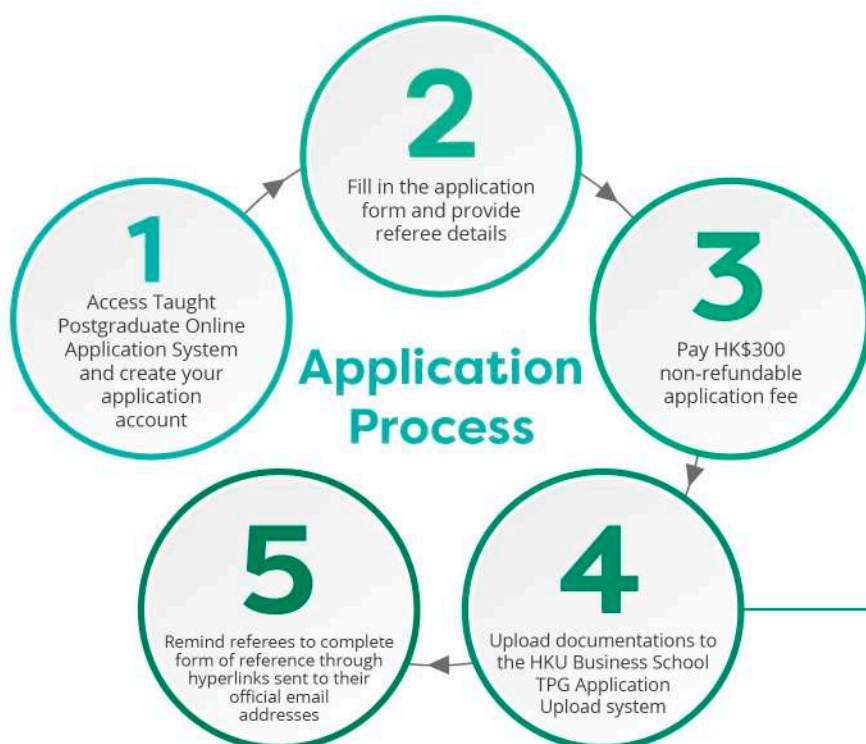 Application
Process
1
Access Taught
Postgraduate Online
Application System
and create your
application
account
2
Fill in the application
form and provide
referee details
3
Pay HK$300
non-refundable
application fee
4
Upload documentations to
the HKU Business School
TPG Application
Upload system
5
Remind referees to complete
form of reference through
hyperlinks sent to their
official email
addresses